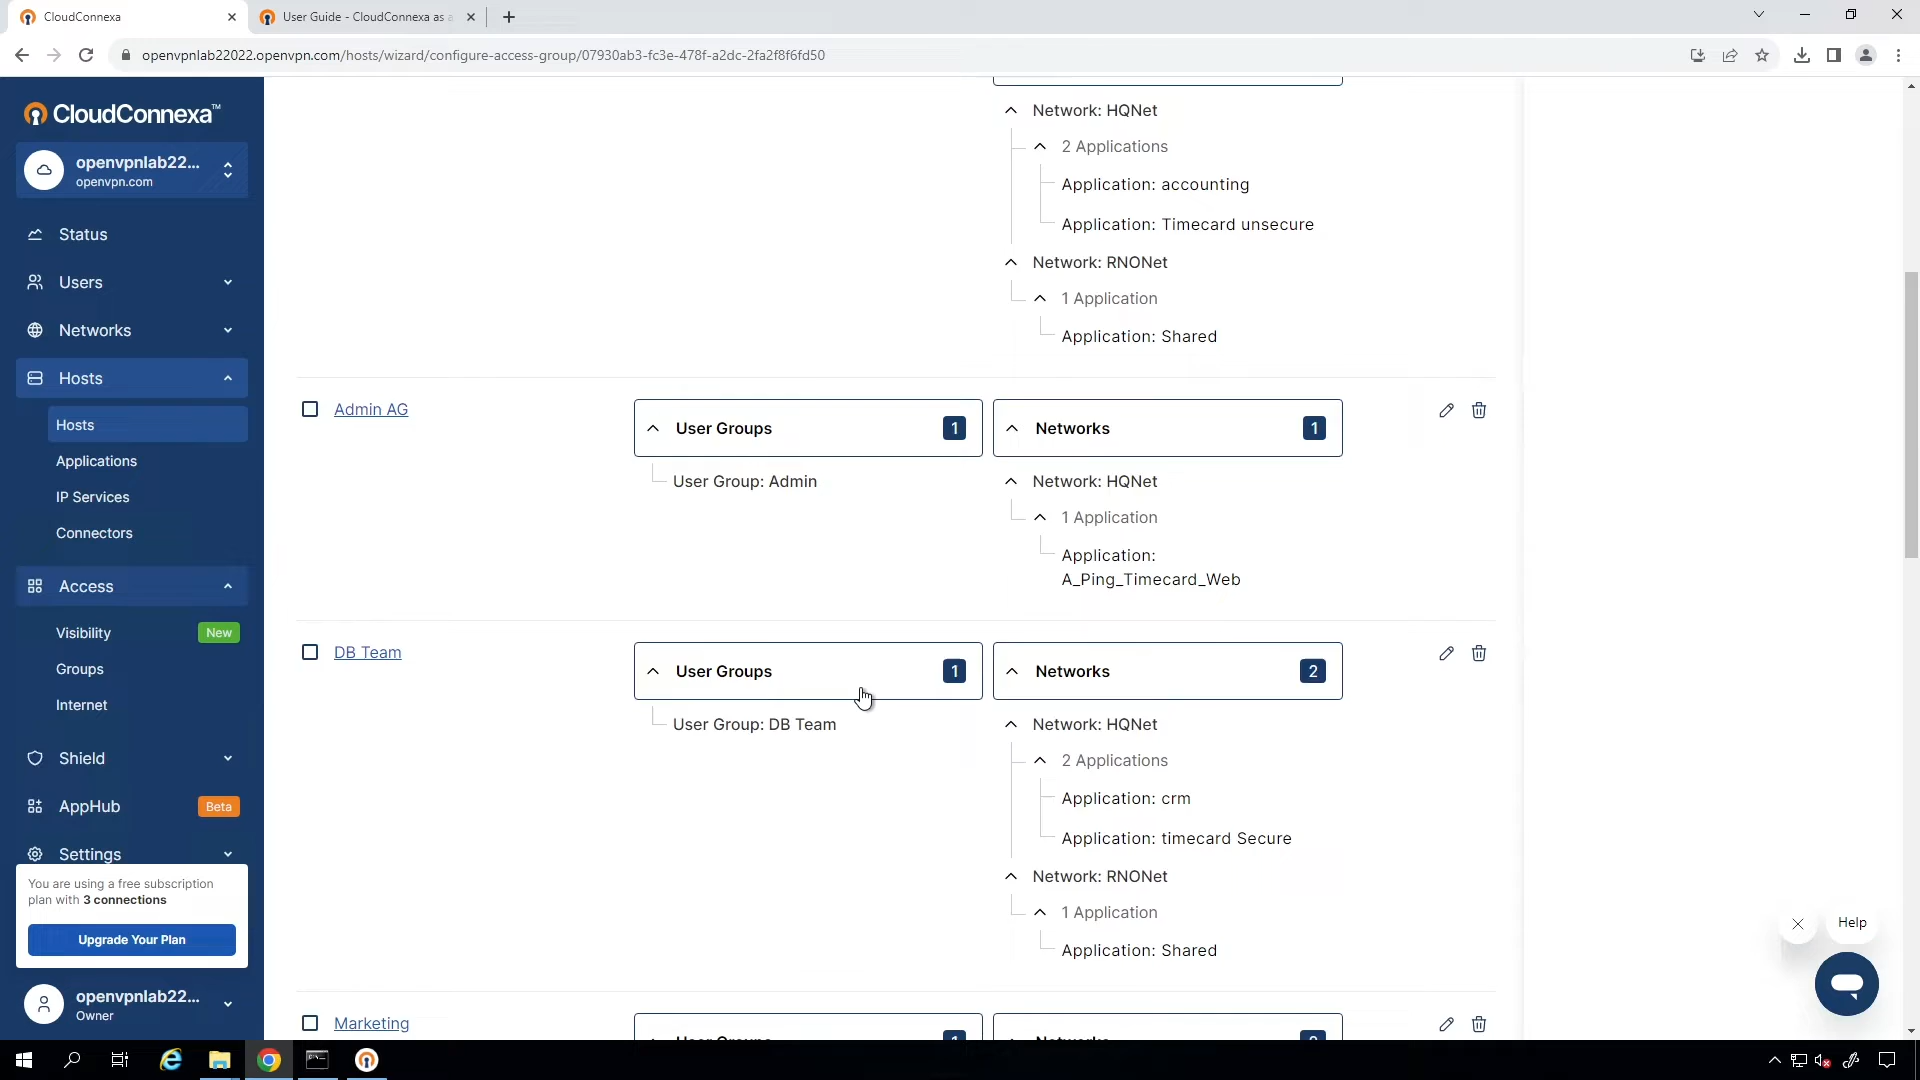 CloudConnexa
User Guide - CloudConnexa as a
openvpnlab22022.openvpn.com/hosts/wizard/configure-access-group/07930ab3-fc3e-478f-a2dc-2fa2f8f6fd50
CloudConnexa™
openvpnlab22...
openvpn.com
Status
Users
Networks
Hosts
Hosts
Applications
IP Services
Connectors
Access
Visibility New
Groups
Internet
Shield
AppHub Beta
Settings
You are using a free subscription
plan with 3 connections
Upgrade Your Plan
openvpnlab22...
Owner
Network: HQNet
2 Applications
Application: accounting
Application: Timecard unsecure
Network: RNONet
1 Application
Application: Shared
Admin AG
User Groups 1
User Group: Admin
Networks 1
Network: HQNet
1 Application
Application:
A_Ping_Timecard_Web
DB Team
User Groups 1
User Group: DB Team
Networks 2
Network: HQNet
2 Applications
Application: crm
Application: timecard Secure
Network: RNONet
1 Application
Application: Shared
Marketing
Help